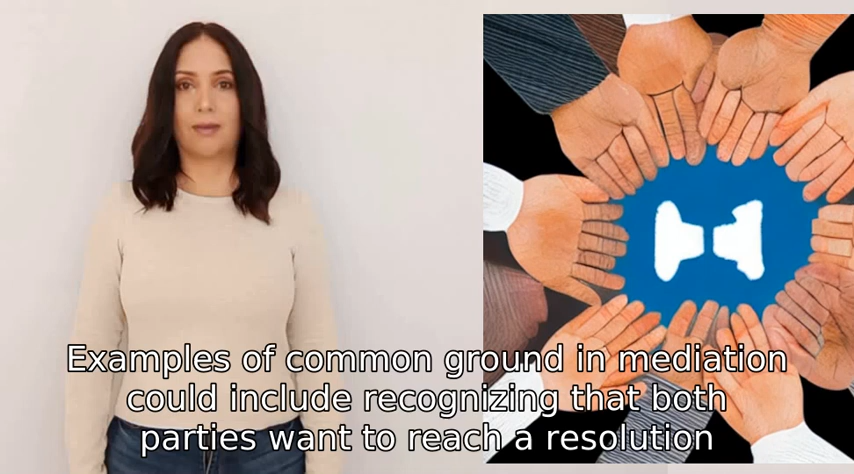 Examples of common ground in mediation
could include recognizing that both
parties want to reach a resolution